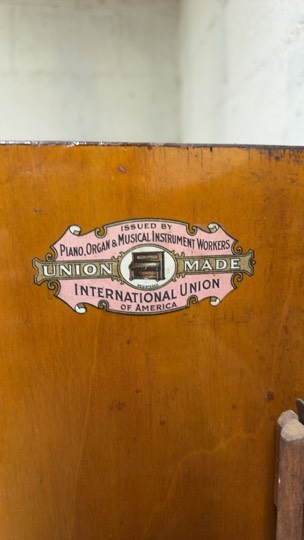 ISSUED BY
PIANO, ORGAN & MUSICAL INSTRUMENT WORKERS
UNION MADE
INTERNATIONAL UNION
OF AMERICA